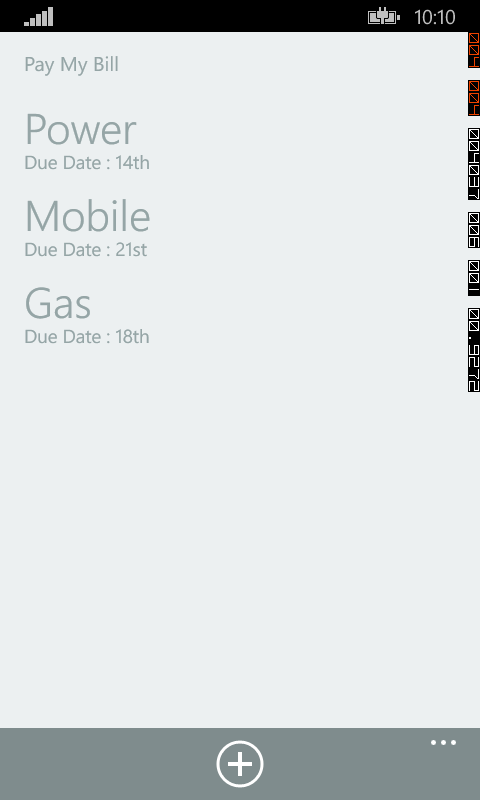 10:10
Pay My Bill
Power
Due Date : 14th
Mobile
Due Date : 21st
Gas
Due Date : 18th